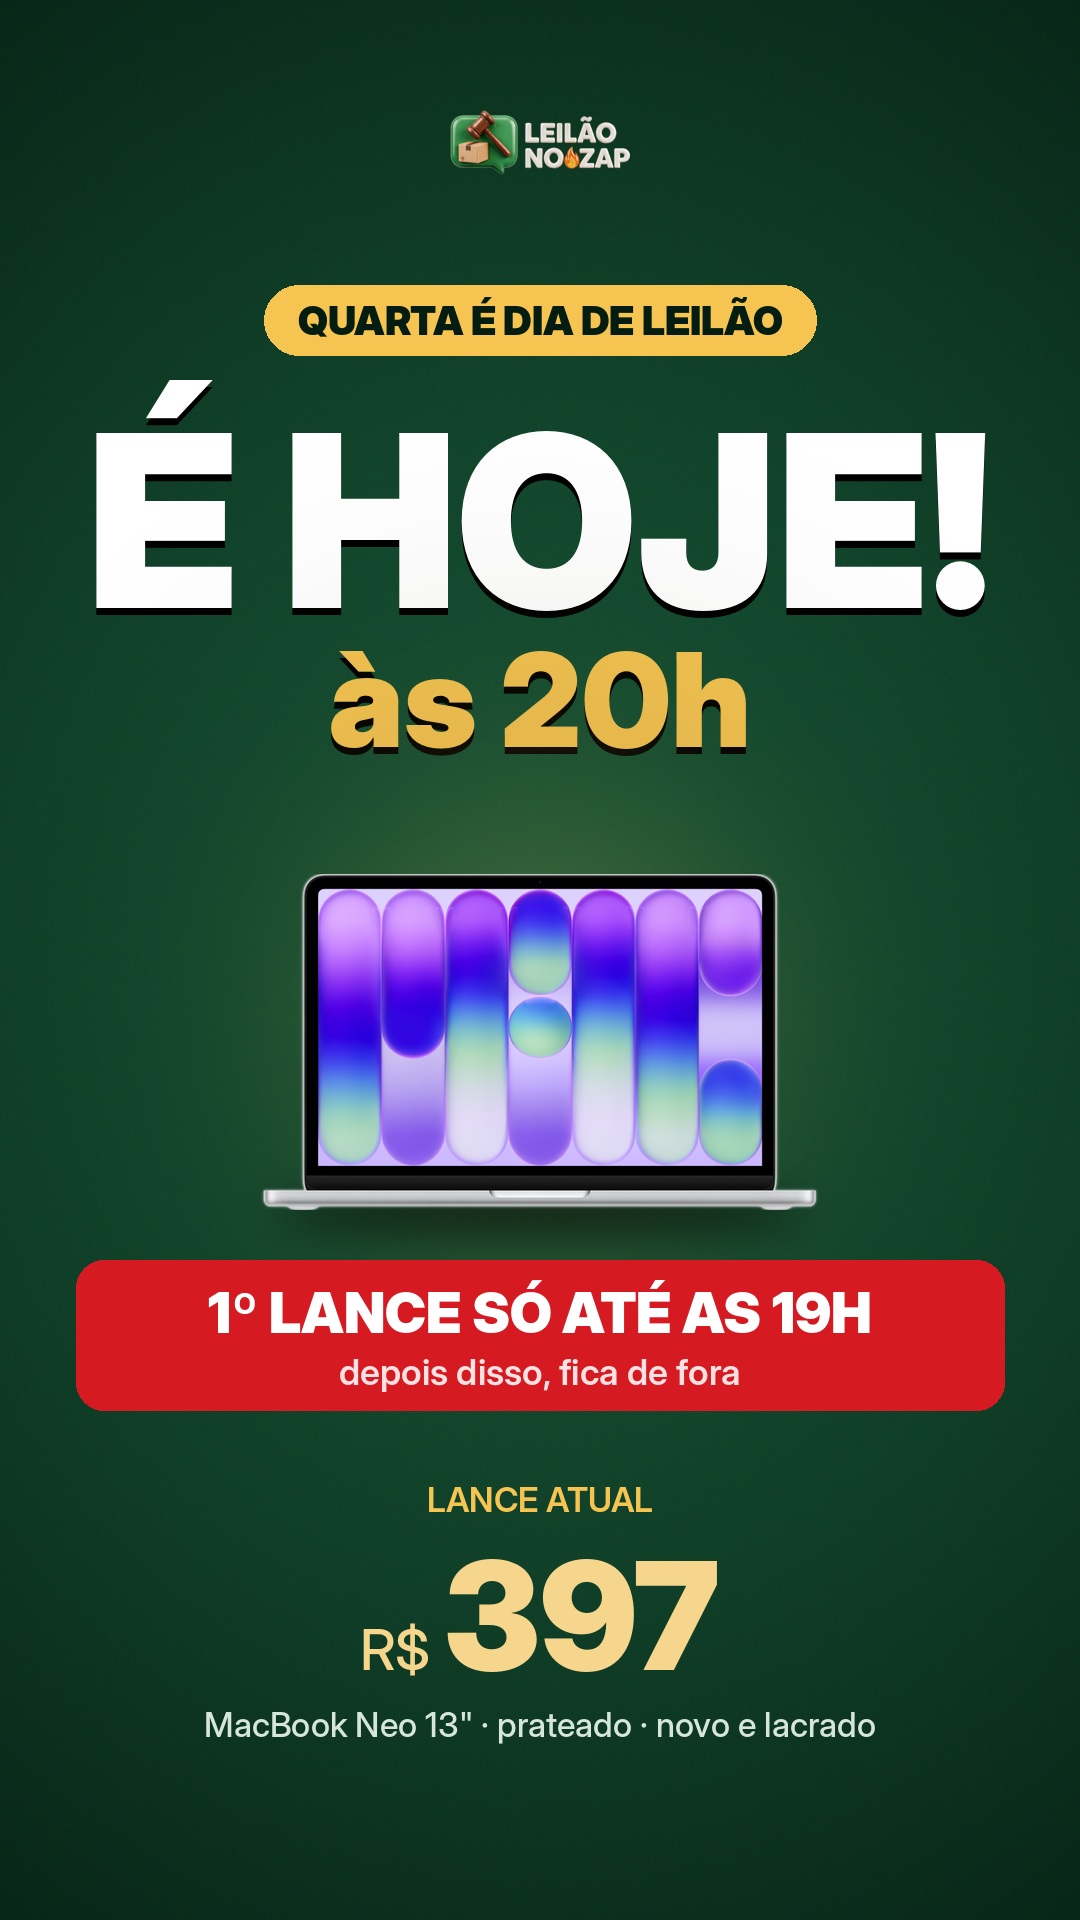 LEILÃO
NO ZAP
QUARTA É DIA DE LEILÃO
É HOJE!
às 20h
1º LANCE SÓ ATÉ AS 19H
depois disso, fica de fora
LANCE ATUAL
R$ 397
MacBook Neo 13" · prateado · novo e lacrado